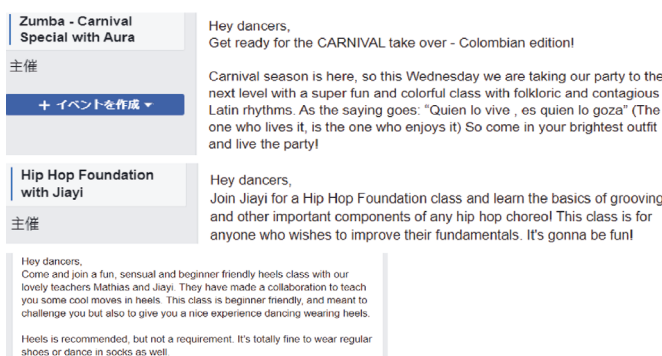 Zumba - Carnival
Special with Aura
主催
+ イベントを作成
Hey dancers,
Get ready for the CARNIVAL take over - Colombian edition!
Carnival season is here, so this Wednesday we are taking our party to the
next level with a super fun and colorful class with folkloric and contagious
Latin rhythms. As the saying goes: “Quien lo vive , es quien lo goza” (The
one who lives it, is the one who enjoys it) So come in your brightest outfit
and live the party!
Hip Hop Foundation
with Jiayi
主催
Hey dancers,
Join Jiayi for a Hip Hop Foundation class and learn the basics of grooving
and other important components of any hip hop choreo! This class is for
anyone who wishes to improve their fundamentals. It's gonna be fun!
Hey dancers,
Come and join a fun, sensual and beginner friendly heels class with our
lovely teachers Mathias and Jiayi. They have made a collaboration to teach
you some cool moves in heels. This class is beginner friendly, and meant to
challenge you but also to give you a nice experience dancing wearing heels.
Heels is recommended, but not a requirement. It's totally fine to wear regular
shoes or dance in socks as well.